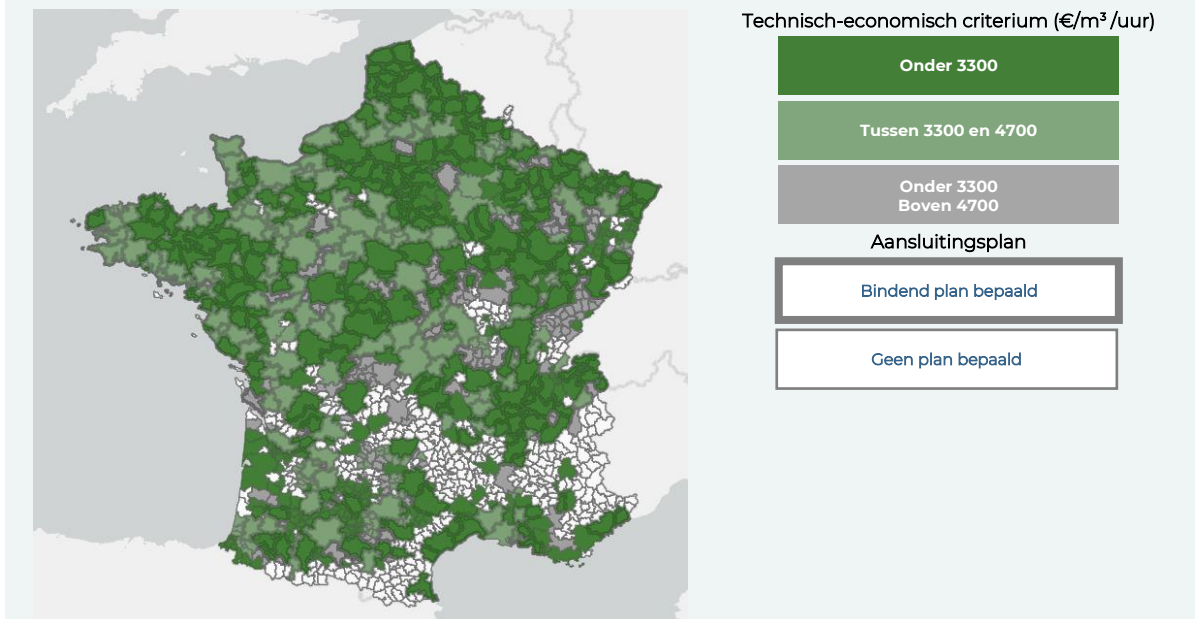 Technisch-economisch criterium (€/m³ /uur)
Onder 3300
Tussen 3300 en 4700
Onder 3300
Boven 4700
Aansluitingsplan
Bindend plan bepaald
Geen plan bepaald